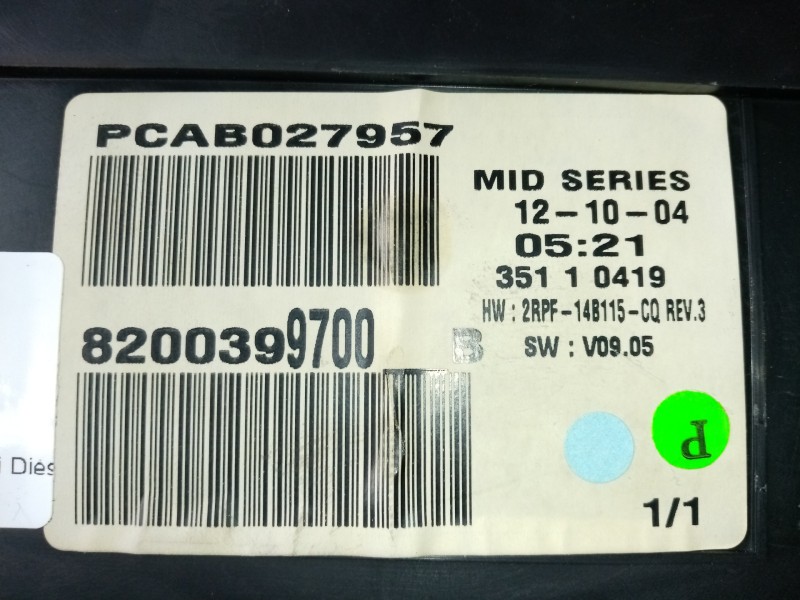 PCAB027957
MID SERIES
12-10-04
05:21
351 1 0419
HW : 2RPF-14B115-CQ REV.3
8200399700 B
SW : V09.05
i Diés
P
1/1